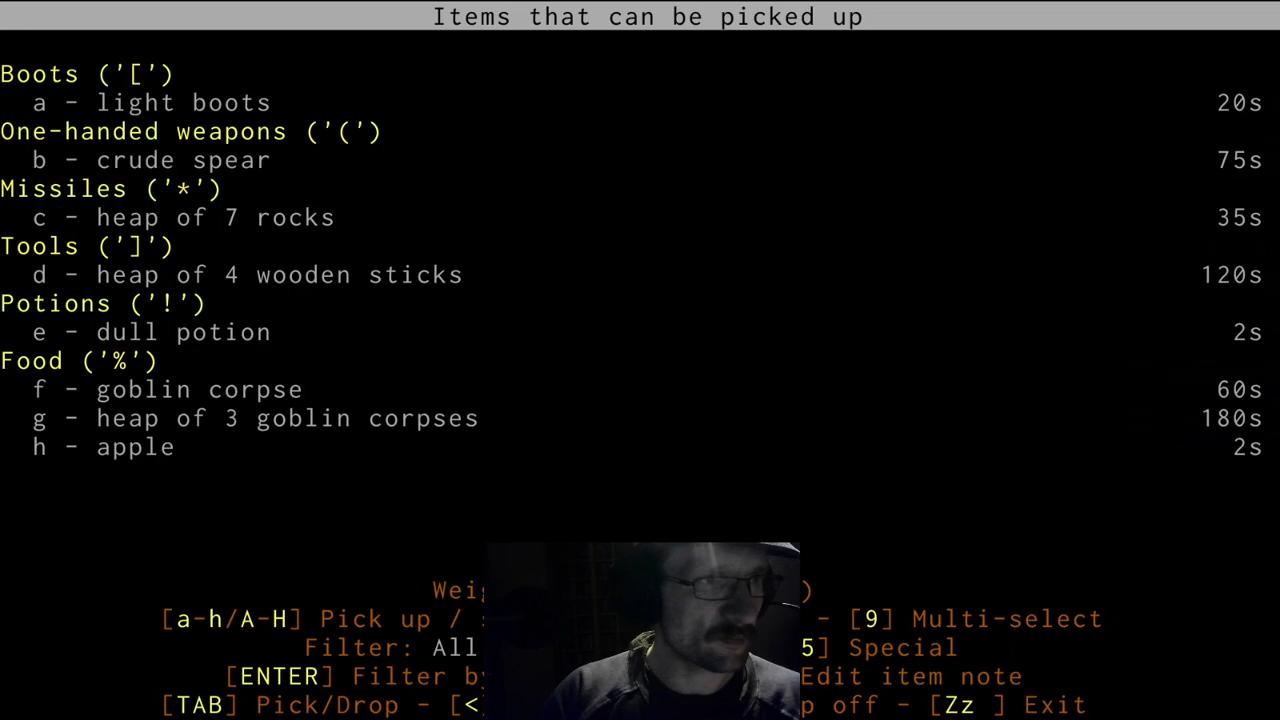 Items that can be picked up
Boots ('[')
a - light boots 20s
One-handed weapons ('(')
b - crude spear 75s
Missiles ('*')
c - heap of 7 rocks 35s
Tools (']')
d - heap of 4 wooden sticks 120s
Potions ('!')
e - dull potion 2s
Food ('%')
f - goblin corpse 60s
g - heap of 3 goblin corpses 180s
h - apple 2s
)
[a-h/A-H] Pick up / - [9] Multi-select
Filter: All 5] Special
[ENTER] Filter Edit item note
[TAB] Pick/Drop - [< off - [Zz ] Exit